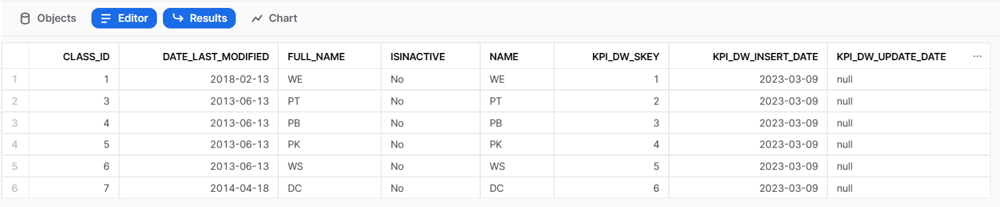 Objects Editor Results Chart
CLASS_ID DATE_LAST_MODIFIED FULL_NAME ISINACTIVE NAME KPI_DW_SKEY KPI_DW_INSERT_DATE KPI_DW_UPDATE_DATE ...
1 1 2018-02-13 WE No WE 1 2023-03-09 null
2 3 2013-06-13 PT No PT 2 2023-03-09 null
3 4 2013-06-13 PB No PB 3 2023-03-09 null
4 5 2013-06-13 PK No PK 4 2023-03-09 null
5 6 2013-06-13 WS No WS 5 2023-03-09 null
6 7 2014-04-18 DC No DC 6 2023-03-09 null